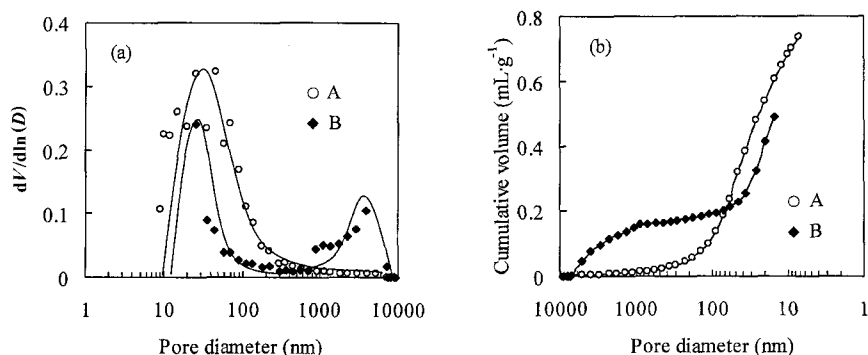 (a)
A
B
dV/dln (D)
0.4
0.3
0.2
0.1
0
1 10 100 1000 10000
Pore diameter (nm)
(b)
A
B
Cumulative volume (mL·g⁻¹)
0.8
0.6
0.4
0.2
0
10000 1000 100 10 1
Pore diameter (nm)